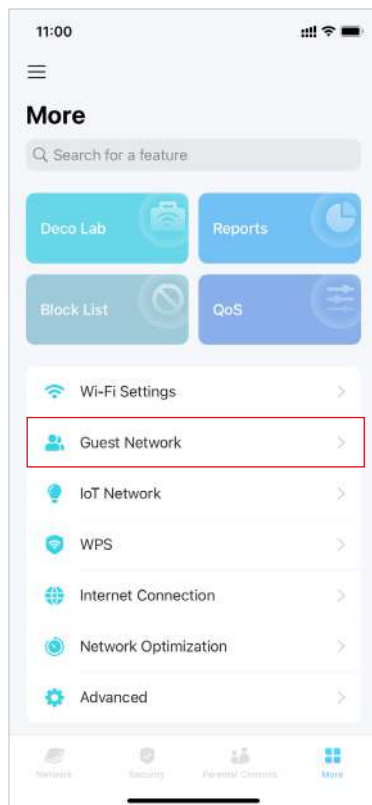 11:00
More
Search for a feature
Deco Lab
Reports
Block List
QoS
Wi-Fi Settings
Guest Network
IoT Network
WPS
Internet Connection
Network Optimization
Advanced
Network Security Parental Controls More